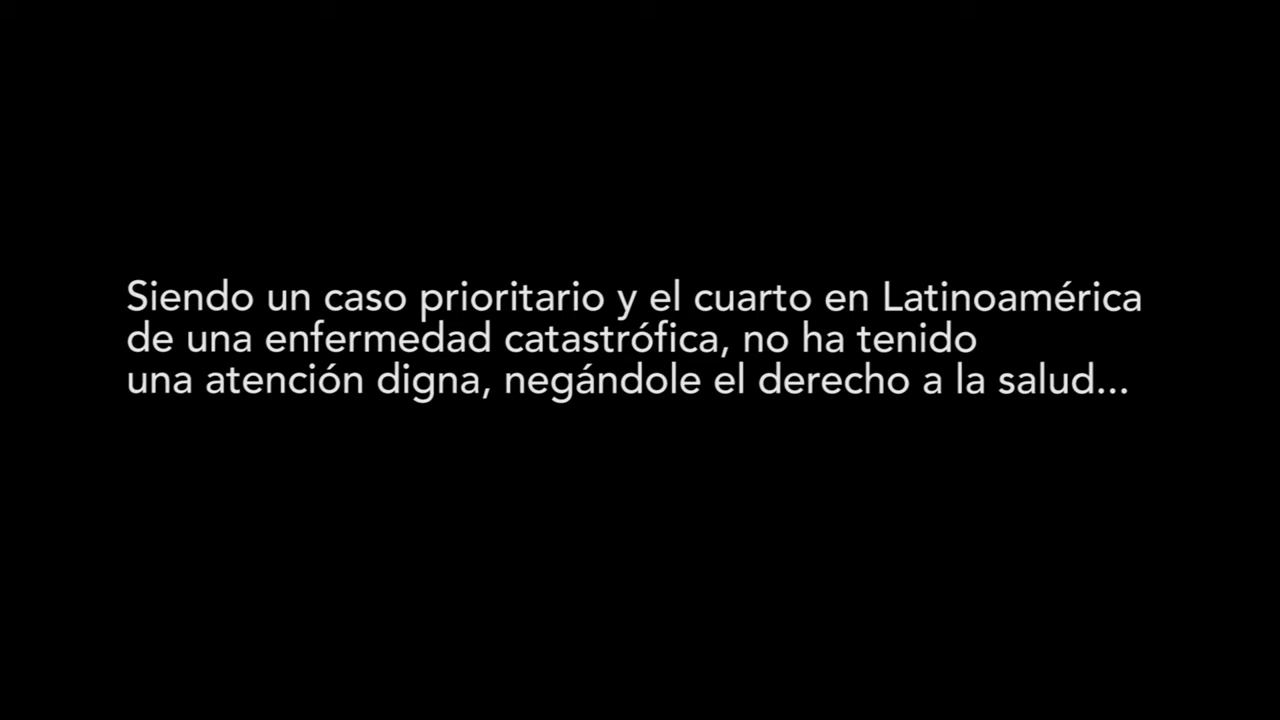 Siendo un caso prioritario y el cuarto en Latinoamérica
de una enfermedad catastrófica, no ha tenido
una atención digna, negándole el derecho a la salud...